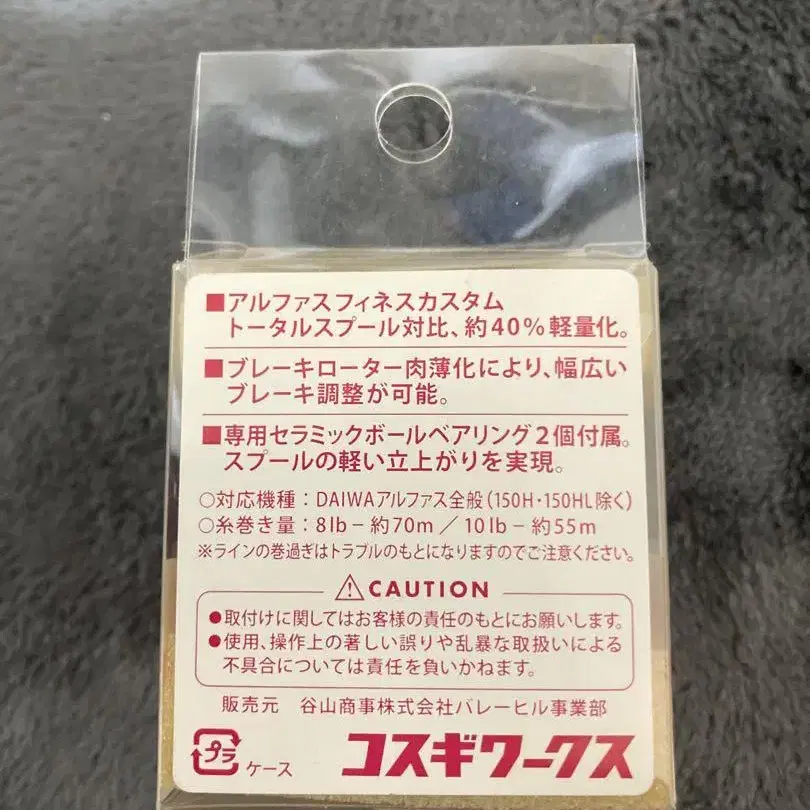 ■アルファスフィネスカスタム
トータルスプール対比、約40%軽量化。
■ブレーキローター肉薄化により、幅広い
ブレーキ調整が可能。
■専用セラミックボールベアリング2個付属。
スプールの軽い立上がりを実現。
○対応機種：DAIWAアルファス全般（150H・150HL除く）
○糸巻き量：8lb－約70m／10lb－約55m
※ラインの巻過ぎはトラブルのもとになりますのでご注意ください。
⚠CAUTION
●取付けに関してはお客様の責任のもとにお願いします。
●使用、操作上の著しい誤りや乱暴な取扱いによる
不具合については責任を負いかねます。
販売元 谷山商事株式会社バレーヒル事業部
プラ ケース コスギワークス